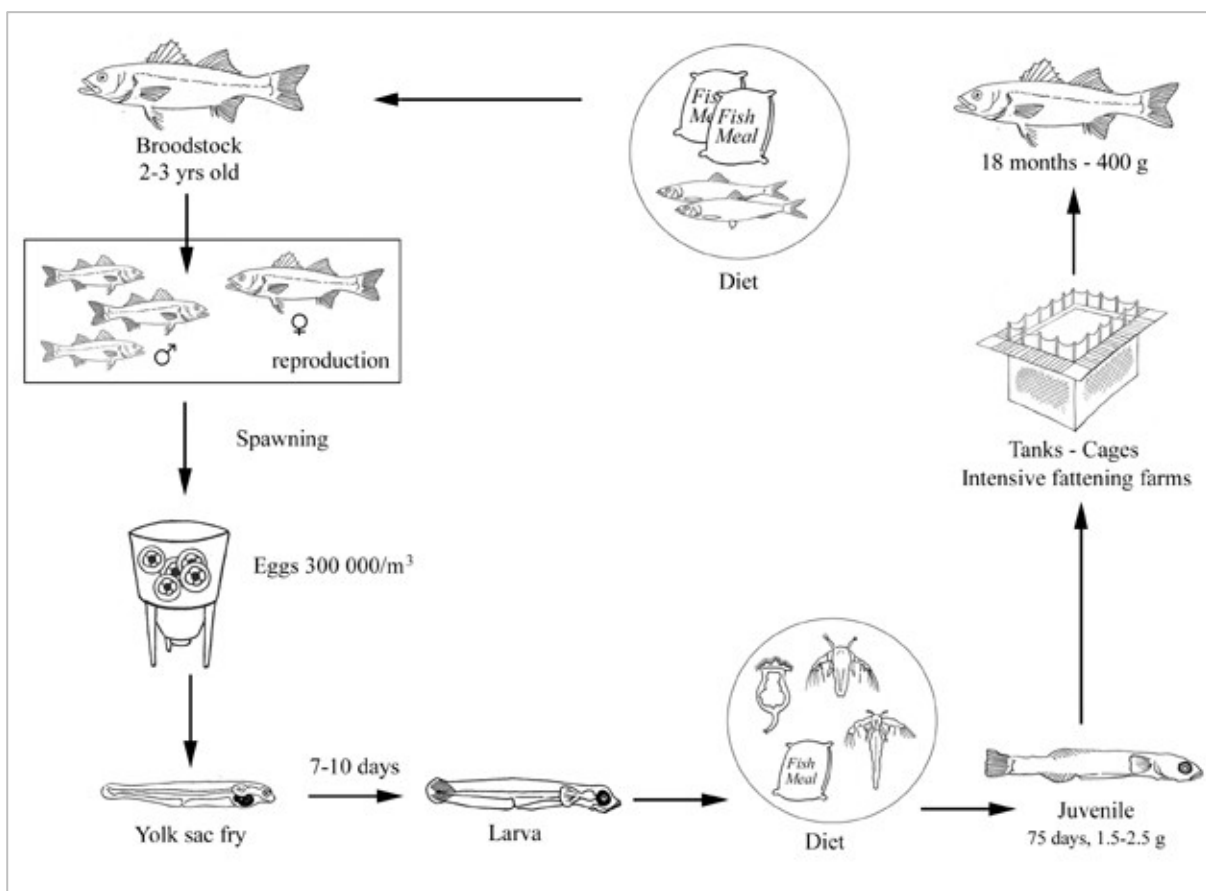 Broodstock
2-3 yrs old
♂
♀
reproduction
Spawning
Eggs 300 000/m³
Yolk sac fry
7-10 days
Larva
Fish
Meal
Diet
Juvenile
75 days, 1.5-2.5 g
Tanks - Cages
Intensive fattening farms
18 months - 400 g
Fish
Meal
Diet